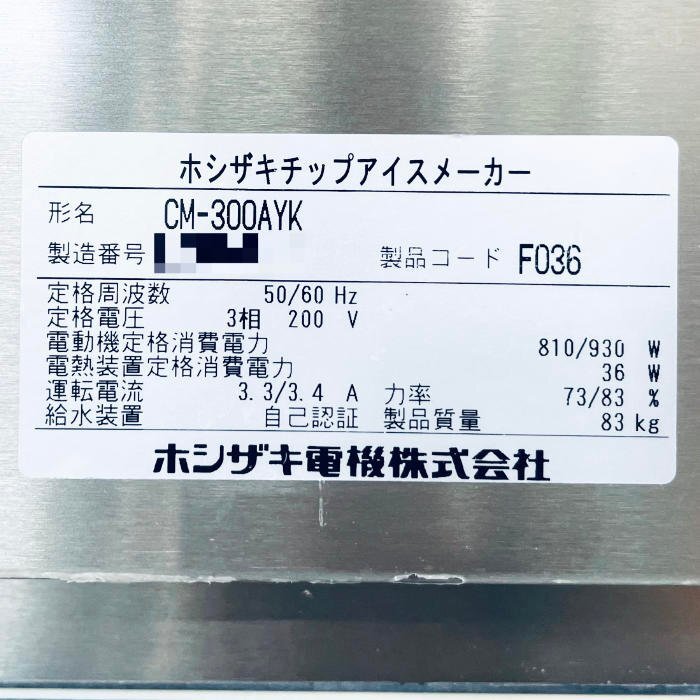 ホシザキチップアイスメーカー
形名 CM-300AYK
製造番号 製品コード F036
定格周波数 50/60 Hz
定格電圧 3相 200 V
電動機定格消費電力 810/930 W
電熱装置定格消費電力 36 W
運転電流 3.3/3.4 A 力率 73/83 %
給水装置 自己認証 製品質量 83 kg
ホシザキ電機株式会社